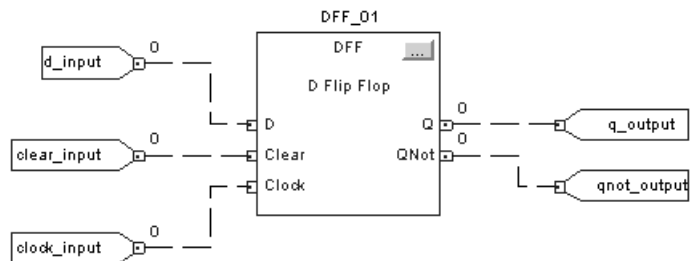 DFF_01
DFF
...
D Flip Flop
d_input
0
D
Q
0
q_output
clear_input
0
Clear
QNot
0
qnot_output
Clock
clock_input
0